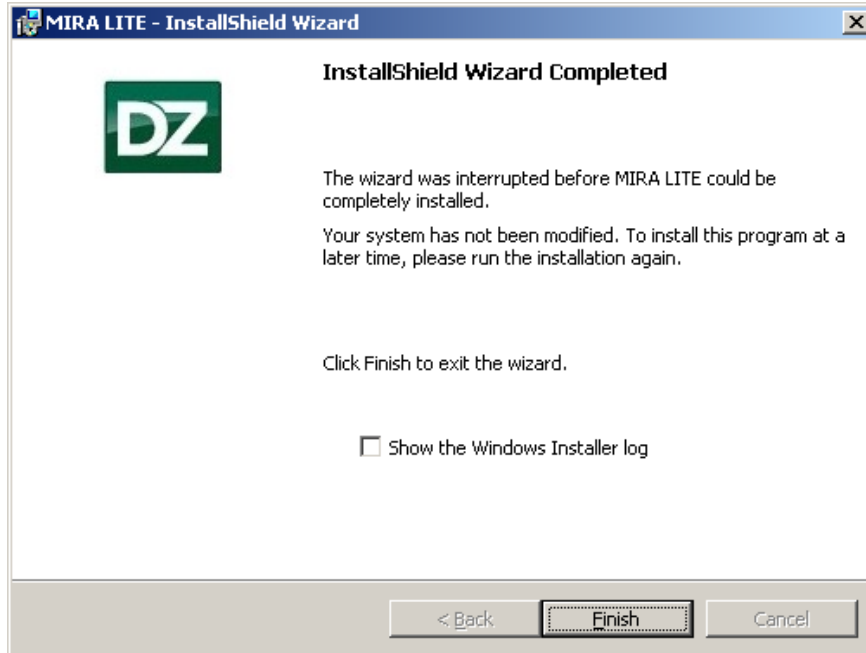 MIRA LITE - InstallShield Wizard
InstallShield Wizard Completed
DZ
The wizard was interrupted before MIRA LITE could be
completely installed.
Your system has not been modified. To install this program at a
later time, please run the installation again.
Click Finish to exit the wizard.
Show the Windows Installer log
< Back
Finish
Cancel